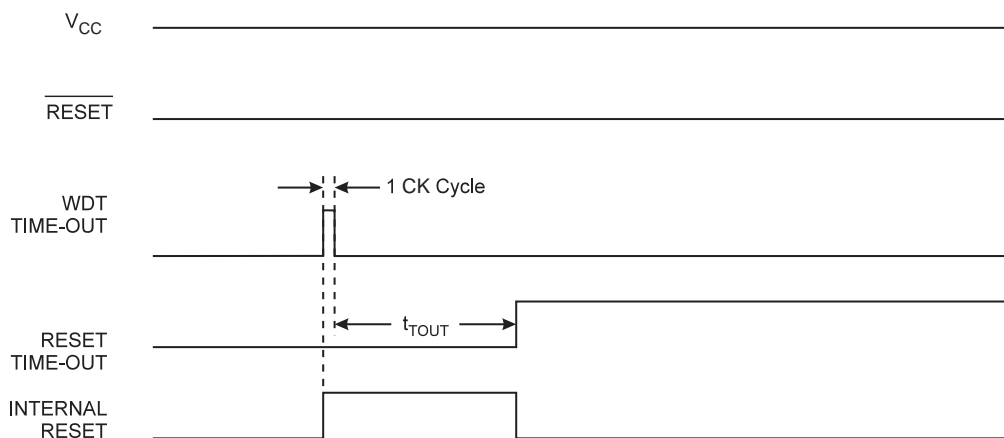 VCC
RESET
1 CK Cycle
WDT
TIME-OUT
tTOUT
RESET
TIME-OUT
INTERNAL
RESET